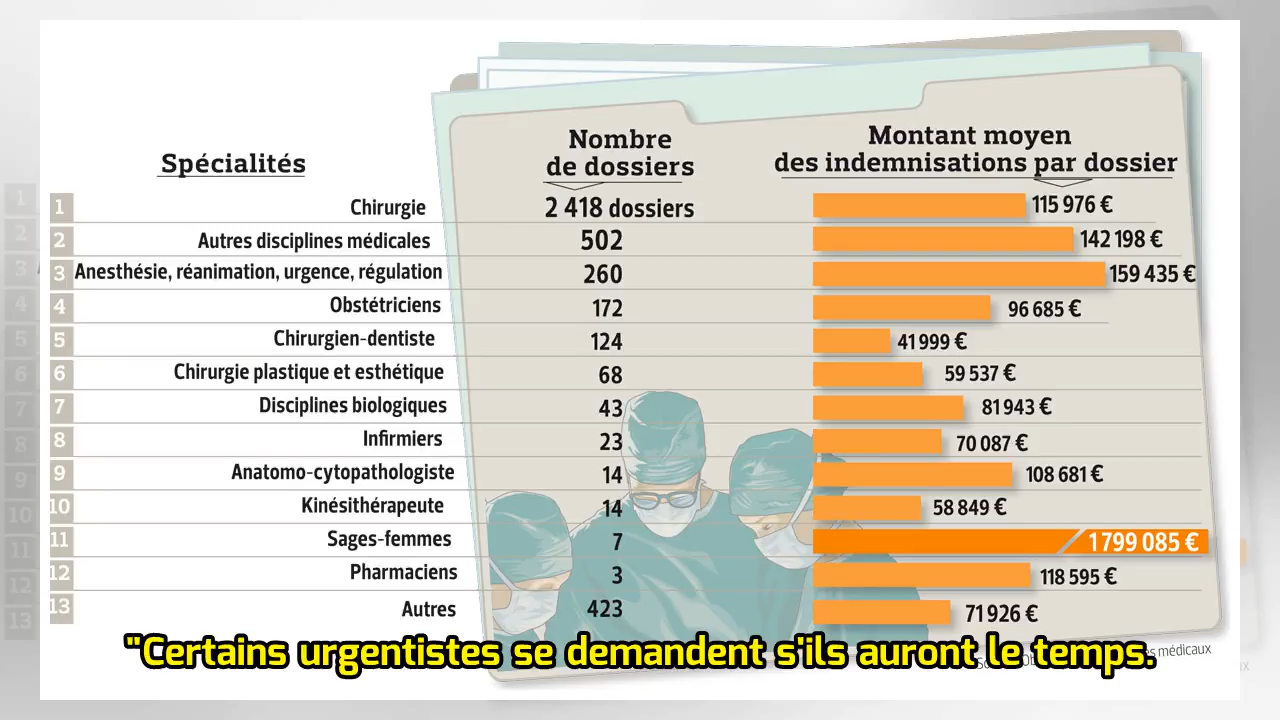 Spécialités
Nombre
de dossiers
Montant moyen
des indemnisations par dossier
1 Chirurgie 2 418 dossiers 115 976 €
2 Autres disciplines médicales 502 142 198 €
3 Anesthésie, réanimation, urgence, régulation 260 159 435 €
4 Obstétriciens 172 96 685 €
5 Chirurgien-dentiste 124 41 999 €
6 Chirurgie plastique et esthétique 68 59 537 €
7 Disciplines biologiques 43 81 943 €
8 Infirmiers 23 70 087 €
9 Anatomo-cytopathologiste 14 108 681 €
10 Kinésithérapeute 14 58 849 €
11 Sages-femmes 7 1 799 085 €
12 Pharmaciens 3 118 595 €
13 Autres 423 71 926 €
médicaux
"Certains urgentistes se demandent s'ils auront le temps.